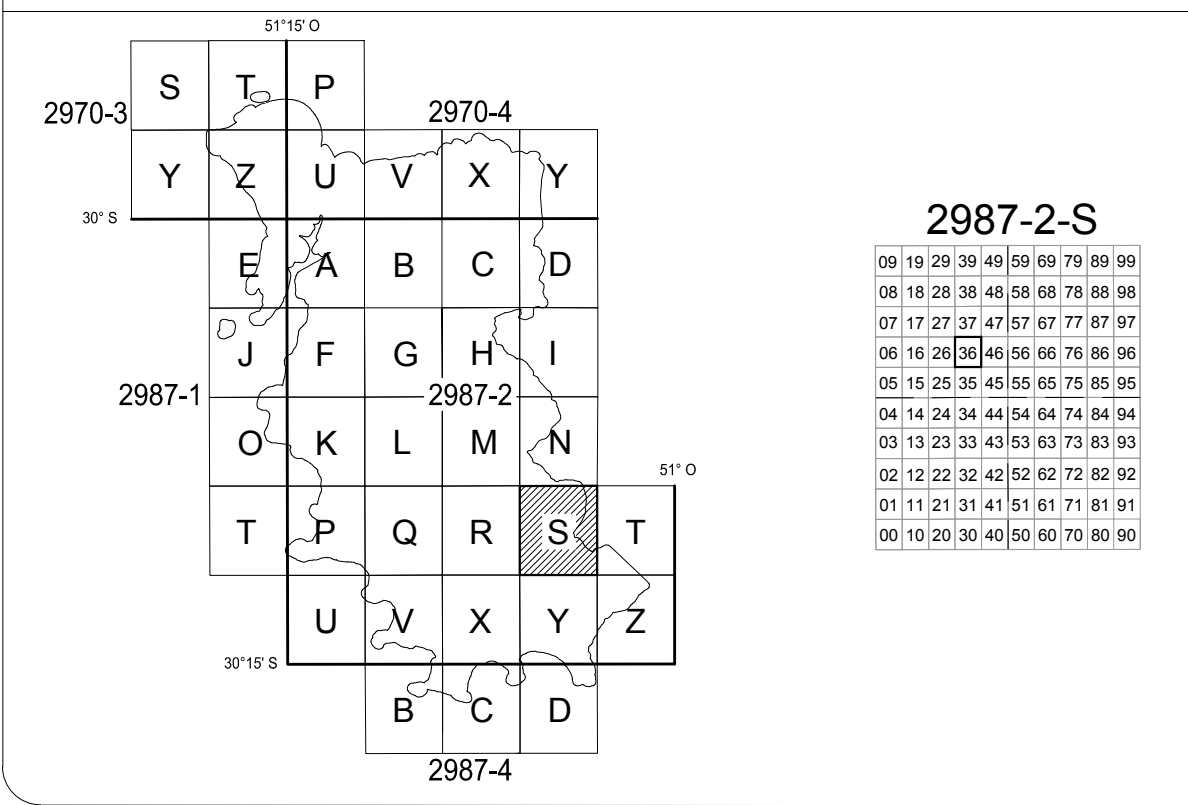 51°15' O
S T P
2970-3 2970-4
Y Z U V X Y
30° S
E A B C D
J F G H I
2987-1 2987-2
O K L M N
51° O
T P Q R S T
U V X Y Z
30°15' S
B C D
2987-4
2987-2-S
09 19 29 39 49 59 69 79 89 99
08 18 28 38 48 58 68 78 88 98
07 17 27 37 47 57 67 77 87 97
06 16 26 36 46 56 66 76 86 96
05 15 25 35 45 55 65 75 85 95
04 14 24 34 44 54 64 74 84 94
03 13 23 33 43 53 63 73 83 93
02 12 22 32 42 52 62 72 82 92
01 11 21 31 41 51 61 71 81 91
00 10 20 30 40 50 60 70 80 90